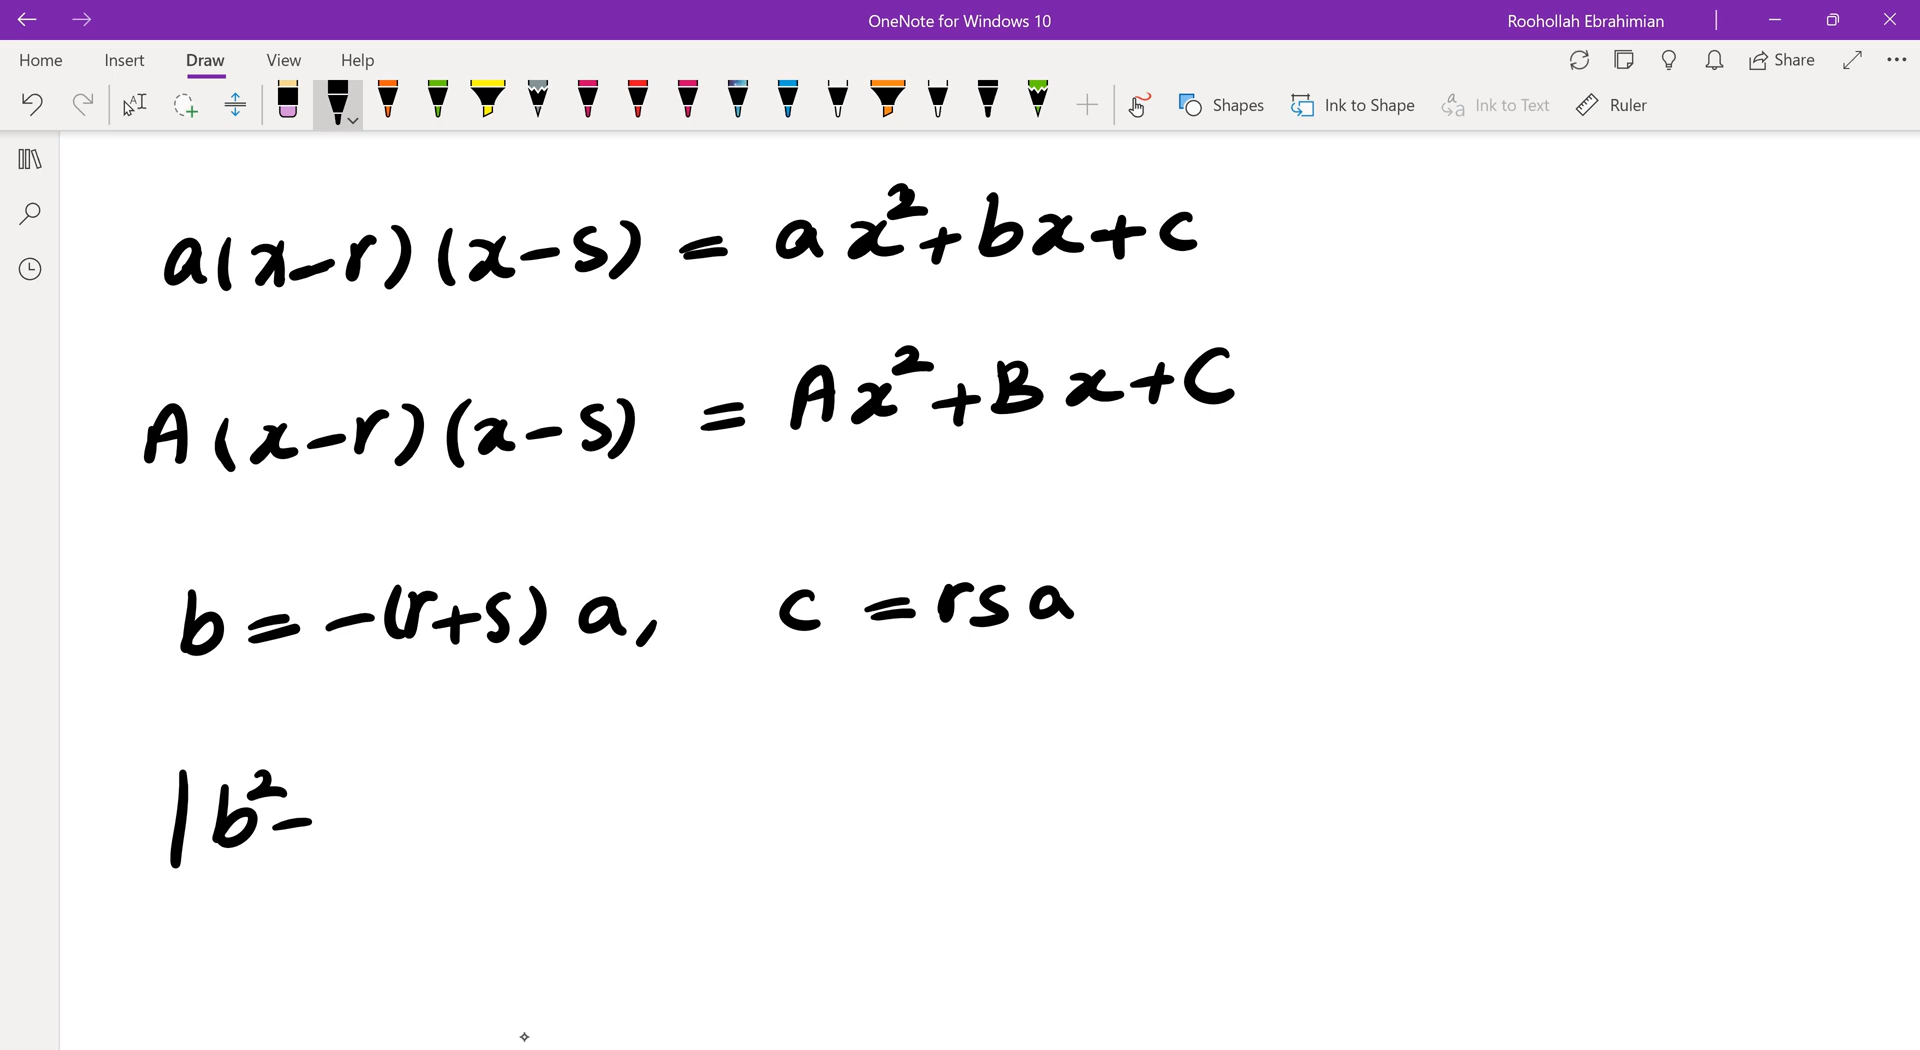 OneNote for Windows 10
Roohollah Ebrahimian
Home Insert Draw View Help
Share
Shapes Ink to Shape Ink to Text Ruler
a(x-r)(x-s) = ax²+bx+c
A(x-r)(x-s) = Ax²+Bx+C
b = -(r+s)a, c = rsa
|b²-